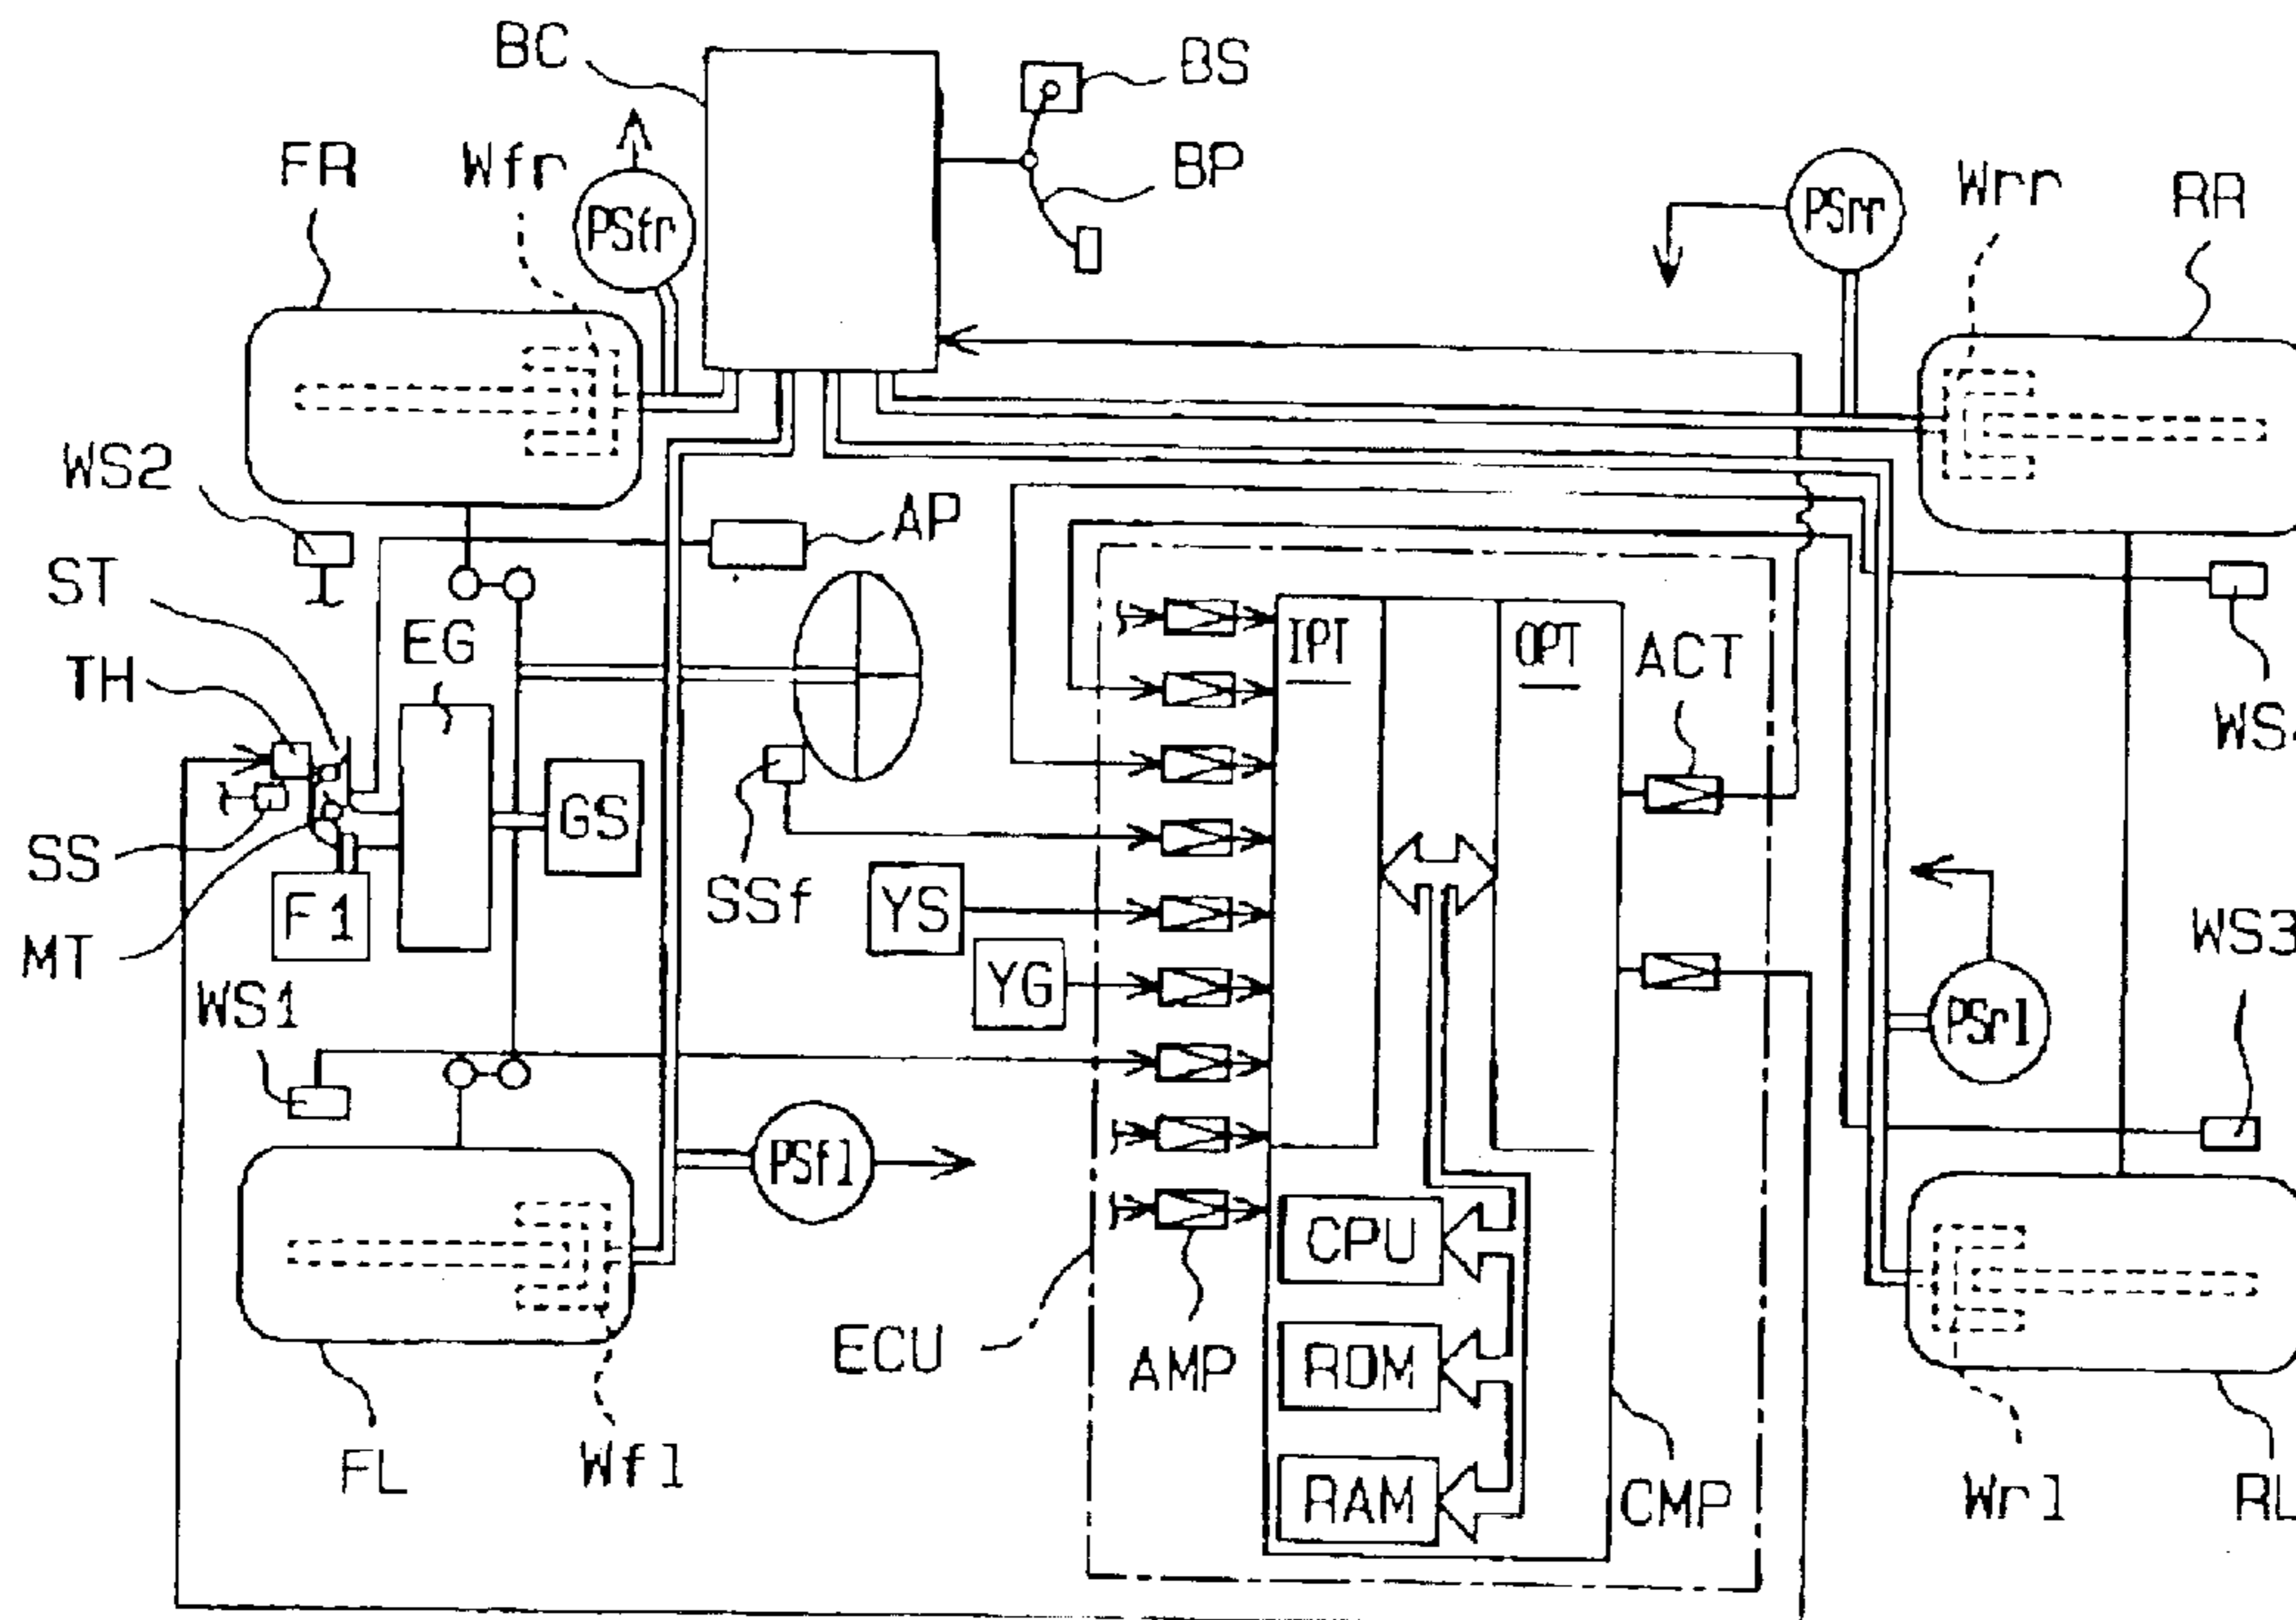 BC
BS
FR
Wfr
PSfr
BP
PSrr
Wrr
RR
WS2
AP
ST
EG
IPT
OPT
ACT
TH
GS
SS
SSf
YS
F1
MT
YG
WS1
WS3
PSrl
PSfl
CPU
ECU
AMP
ROM
FL
Wfl
RAM
CMP
Wrl
RL